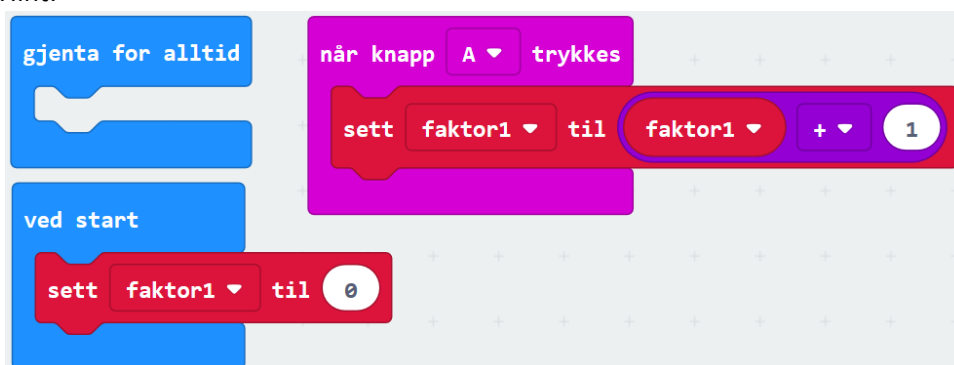 gjenta for alltid
når knapp A trykkes
sett faktor1 til faktor1 + 1
ved start
sett faktor1 til 0